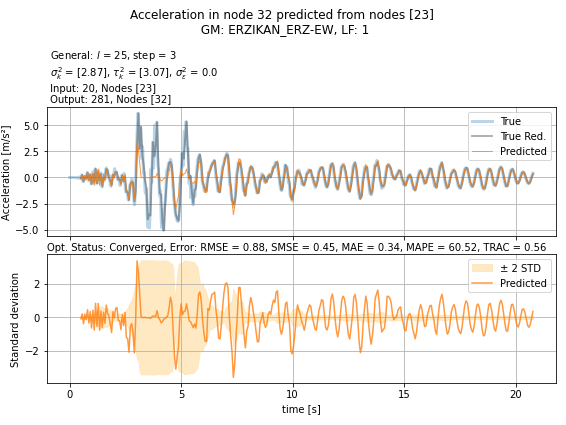 Acceleration in node 32 predicted from nodes [23]
GM: ERZIKAN_ERZ-EW, LF: 1
General: l = 25, step = 3
σ²ₖ = [2.87], τ²ₖ = [3.07], σ²ε = 0.0
Input: 20, Nodes [23]
Output: 281, Nodes [32]
Acceleration [m/s²]
5.0
2.5
0.0
−2.5
−5.0
True
True Red.
Predicted
Opt. Status: Converged, Error: RMSE = 0.88, SMSE = 0.45, MAE = 0.34, MAPE = 60.52, TRAC = 0.56
Standard deviation
2
0
−2
± 2 STD
Predicted
0 5 10 15 20
time [s]